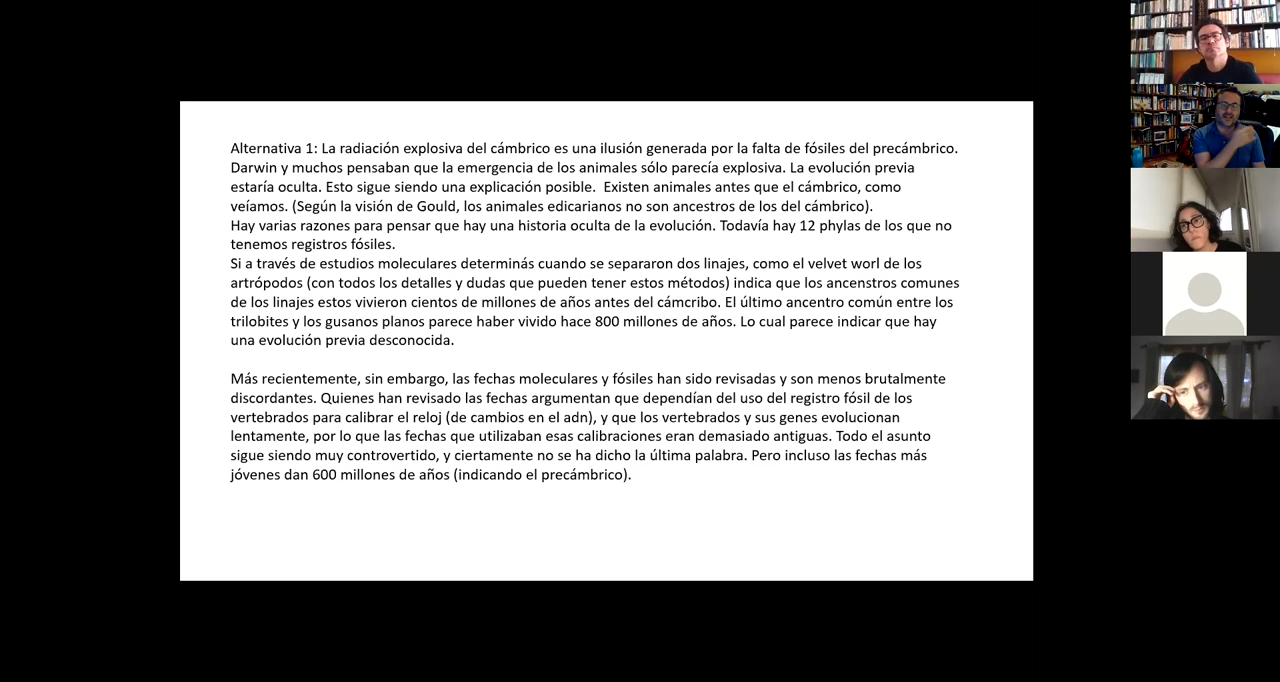 Alternativa 1: La radiación explosiva del cámbrico es una ilusión generada por la falta de fósiles del precámbrico.
Darwin y muchos pensaban que la emergencia de los animales sólo parecía explosiva. La evolución previa
estaría oculta. Esto sigue siendo una explicación posible.  Existen animales antes que el cámbrico, como
veíamos. (Según la visión de Gould, los animales edicarianos no son ancestros de los del cámbrico).
Hay varias razones para pensar que hay una historia oculta de la evolución. Todavía hay 12 phylas de los que no
tenemos registros fósiles.
Si a través de estudios moleculares determinás cuando se separaron dos linajes, como el velvet worl de los
artrópodos (con todos los detalles y dudas que pueden tener estos métodos) indica que los ancenstros comunes
de los linajes estos vivieron cientos de millones de años antes del cámcribo. El último ancentro común entre los
trilobites y los gusanos planos parece haber vivido hace 800 millones de años. Lo cual parece indicar que hay
una evolución previa desconocida.
Más recientemente, sin embargo, las fechas moleculares y fósiles han sido revisadas y son menos brutalmente
discordantes. Quienes han revisado las fechas argumentan que dependían del uso del registro fósil de los
vertebrados para calibrar el reloj (de cambios en el adn), y que los vertebrados y sus genes evolucionan
lentamente, por lo que las fechas que utilizaban esas calibraciones eran demasiado antiguas. Todo el asunto
sigue siendo muy controvertido, y ciertamente no se ha dicho la última palabra. Pero incluso las fechas más
jóvenes dan 600 millones de años (indicando el precámbrico).